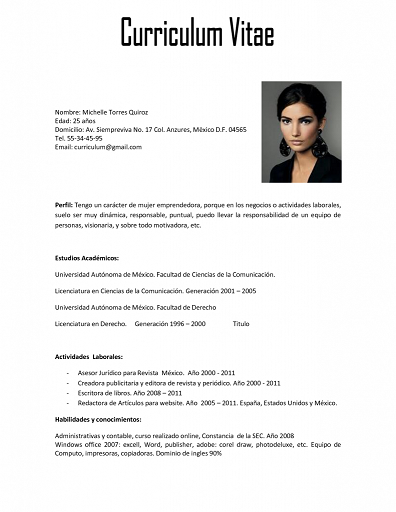 Curriculum Vitae
Nombre: Michelle Torres Quiroz
Edad: 25 años
Domicilio: Av. Siempreviva No. 17 Col. Anzures, México D.F. 04565
Tel. 55-34-45-95
Email: curriculum@gmail.com
Perfil: Tengo un carácter de mujer emprendedora, porque en los negocios o actividades laborales,
suelo ser muy dinámica, responsable, puntual, puedo llevar la responsabilidad de un equipo de
personas, visionaria, y sobre todo motivadora, etc.
Estudios Académicos:
Universidad Autónoma de México. Facultad de Ciencias de la Comunicación.
Licenciatura en Ciencias de la Comunicación. Generación 2001 – 2005
Universidad Autónoma de México. Facultad de Derecho
Licenciatura en Derecho. Generación 1996 – 2000 Titulo
Actividades Laborales:
- Asesor Jurídico para Revista México. Año 2000 - 2011
- Creadora publicitaria y editora de revista y periódico. Año 2000 - 2011
- Escritora de libros. Año 2008 – 2011
- Redactora de Artículos para website. Año 2005 – 2011. España, Estados Unidos y México.
Habilidades y conocimientos:
Administrativas y contable, curso realizado online, Constancia de la SEC. Año 2008
Windows office 2007: excell, Word, publisher, adobe: corel draw, photodeluxe, etc. Equipo de
Computo, impresoras, copiadoras. Dominio de ingles 90%